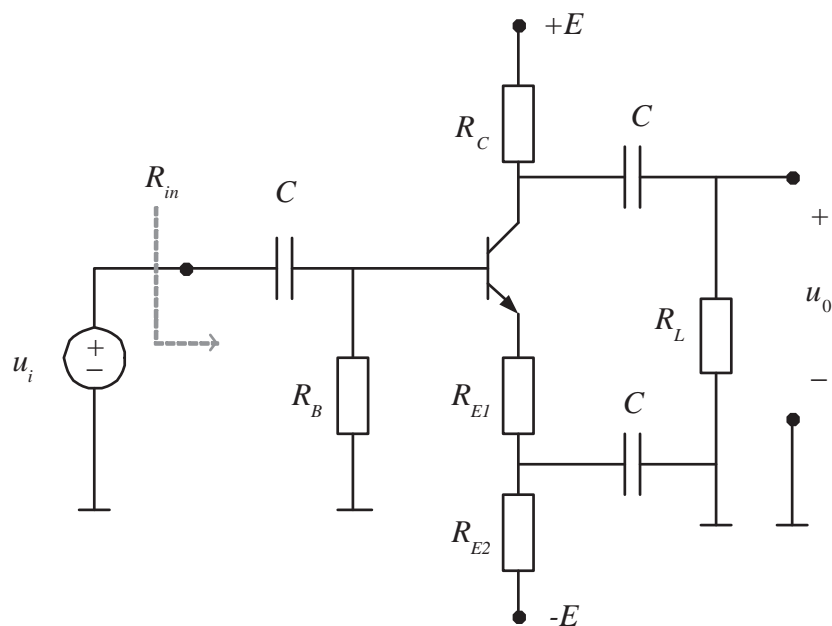 +E
R_C
C
R_in
C
+
u_0
−
R_L
+
−
u_i
R_B
R_E1
C
R_E2
-E